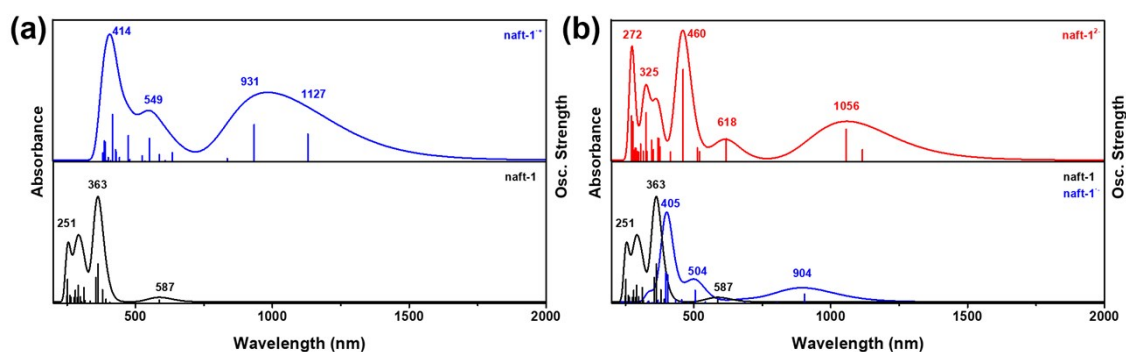 (a)
naft-1·+
414
549
931
1127
Absorbance
Osc. Strength
naft-1
251
363
587
500
1000
1500
2000
Wavelength (nm)
(b)
naft-1²⁻
272
325
460
618
1056
Absorbance
Osc. Strength
naft-1
naft-1·-
251
363
405
504
587
904
500
1000
1500
2000
Wavelength (nm)